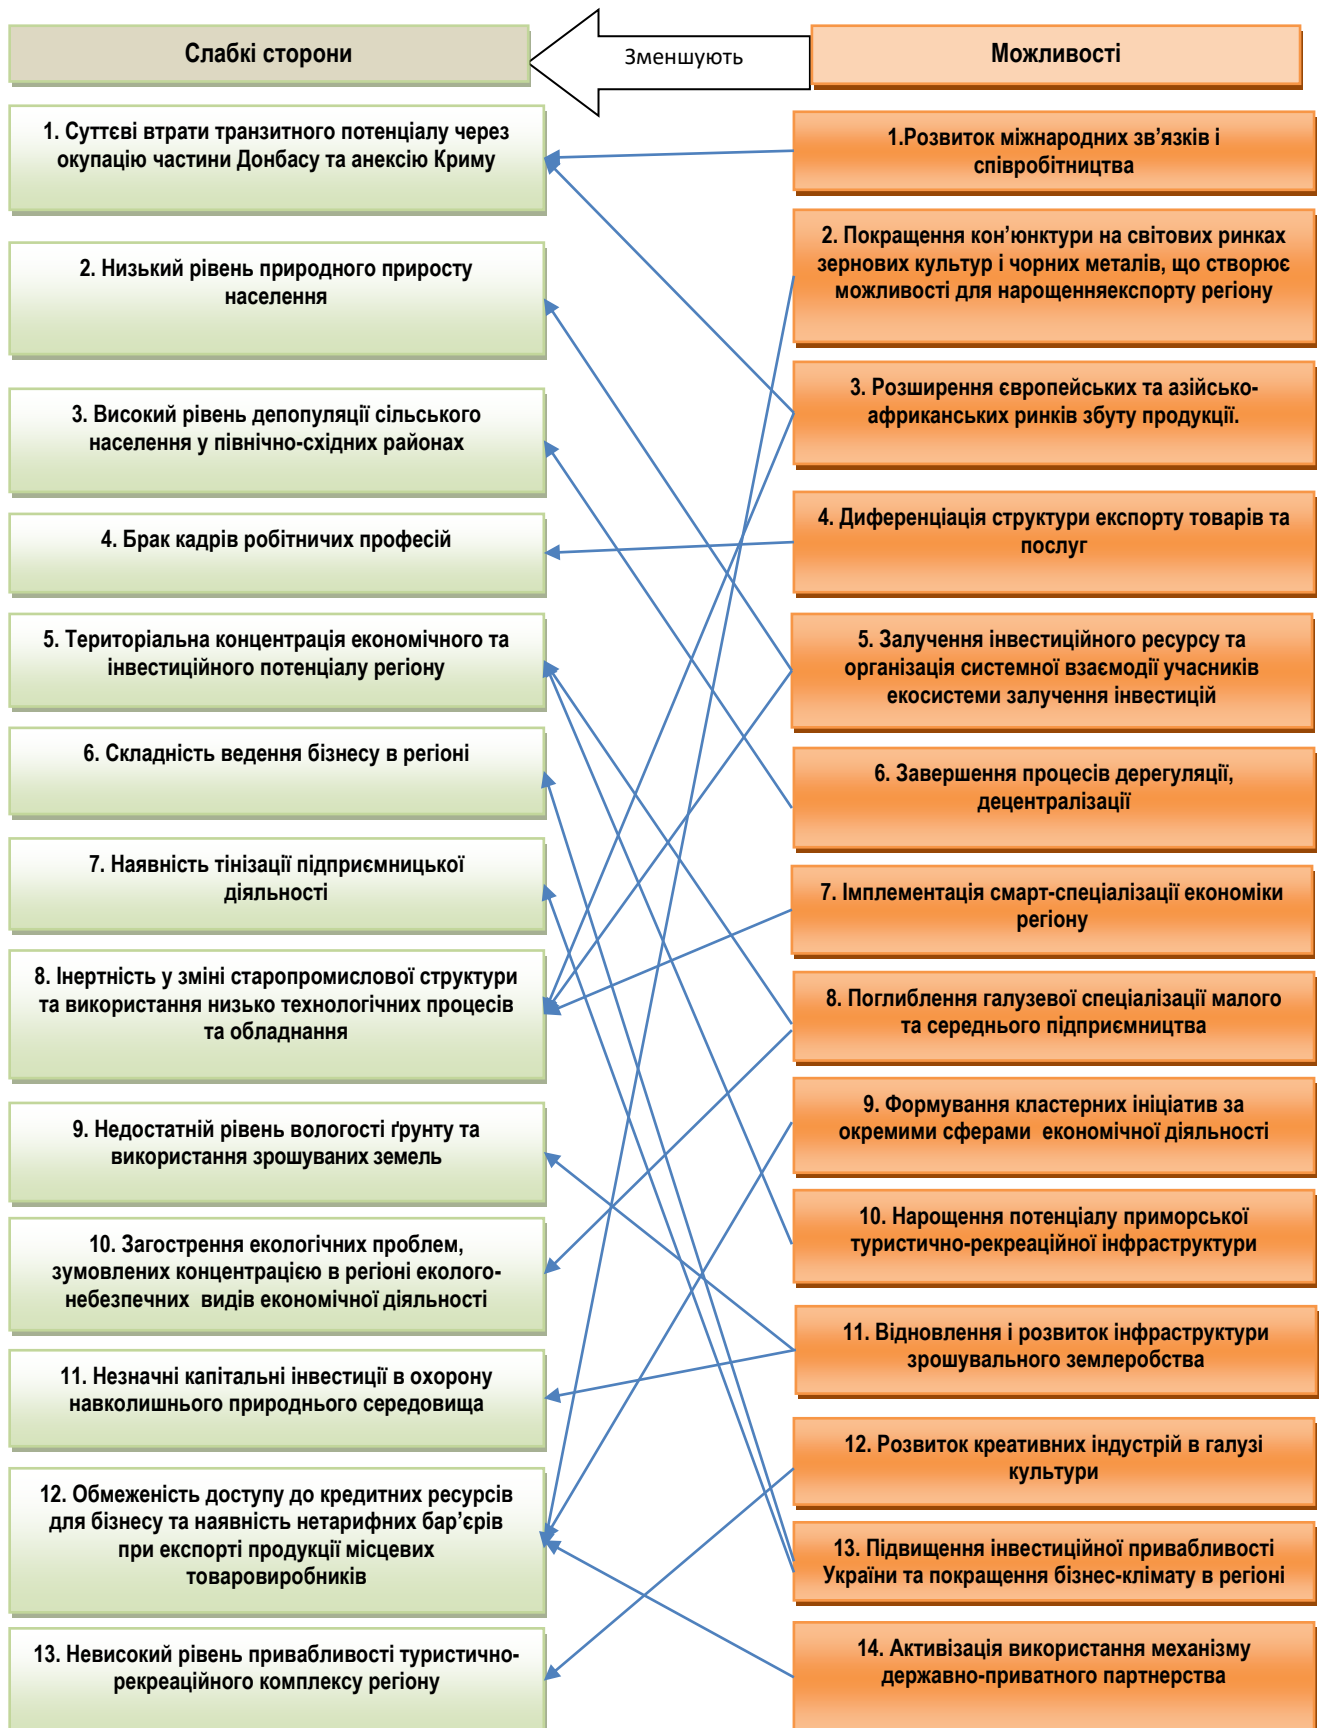 Слабкі сторони
Зменшують
Можливості
1. Суттєві втрати транзитного потенціалу через
окупацію частини Донбасу та анексію Криму
2. Низький рівень природного приросту
населення
3. Високий рівень депопуляції сільського
населення у північно-східних районах
4. Брак кадрів робітничих професій
5. Територіальна концентрація економічного та
інвестиційного потенціалу регіону
6. Складність ведення бізнесу в регіоні
7. Наявність тінізації підприємницької
діяльності
8. Інертність у зміні старопромислової структури
та використання низько технологічних процесів
та обладнання
9. Недостатній рівень вологості ґрунту та
використання зрошуваних земель
10. Загострення екологічних проблем,
зумовлених концентрацією в регіоні еколого-
небезпечних  видів економічної діяльності
11. Незначні капітальні інвестиції в охорону
навколишнього природнього середовища
12. Обмеженість доступу до кредитних ресурсів
для бізнесу та наявність нетарифних бар’єрів
при експорті продукції місцевих
товаровиробників
13. Невисокий рівень привабливості туристично-
рекреаційного комплексу регіону
1.Розвиток міжнародних зв’язків і
співробітництва
2. Покращення кон’юнктури на світових ринках
зернових культур і чорних металів, що створює
можливості для нарощенняекспорту регіону
3. Розширення європейських та азійсько-
африканських ринків збуту продукції.
4. Диференціація структури експорту товарів та
послуг
5. Залучення інвестиційного ресурсу та
організація системної взаємодії учасників
екосистеми залучення інвестицій
6. Завершення процесів дерегуляції,
децентралізації
7. Імплементація смарт-спеціалізації економіки
регіону
8. Поглиблення галузевої спеціалізації малого
та середнього підприємництва
9. Формування кластерних ініціатив за
окремими сферами  економічної діяльності
10. Нарощення потенціалу приморської
туристично-рекреаційної інфраструктури
11. Відновлення і розвиток інфраструктури
зрошувального землеробства
12. Розвиток креативних індустрій в галузі
культури
13. Підвищення інвестиційної привабливості
України та покращення бізнес-клімату в регіоні
14. Активізація використання механізму
державно-приватного партнерства